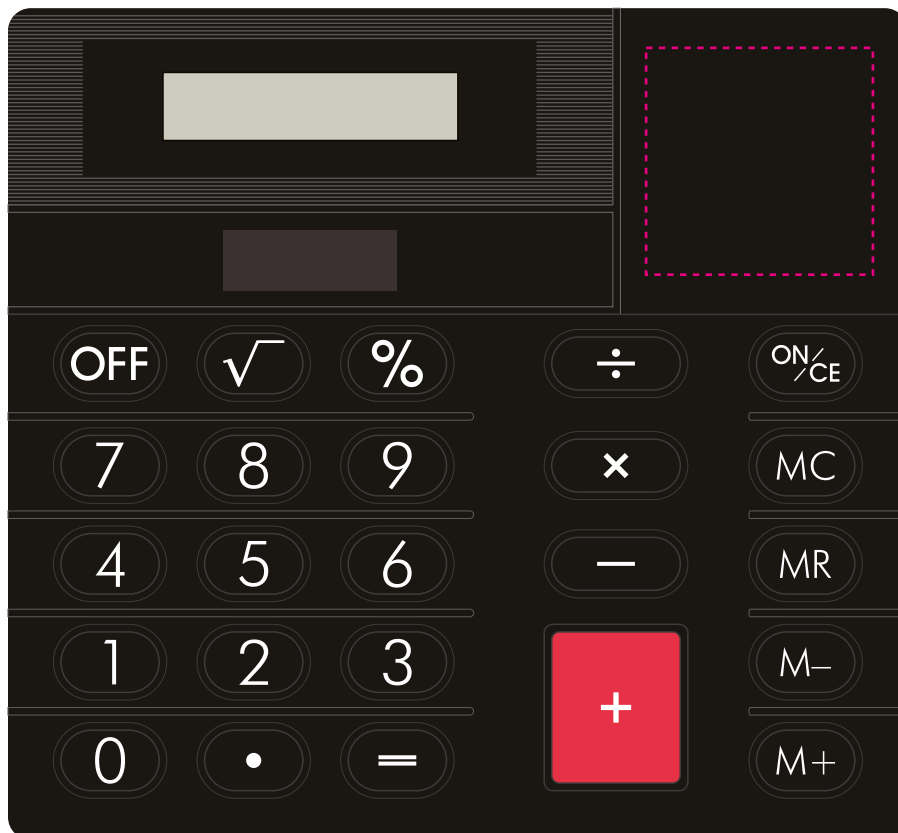 OFF √ % ÷ ON/CE
7 8 9 × MC
4 5 6 − MR
1 2 3 M−
+
0 . = M+